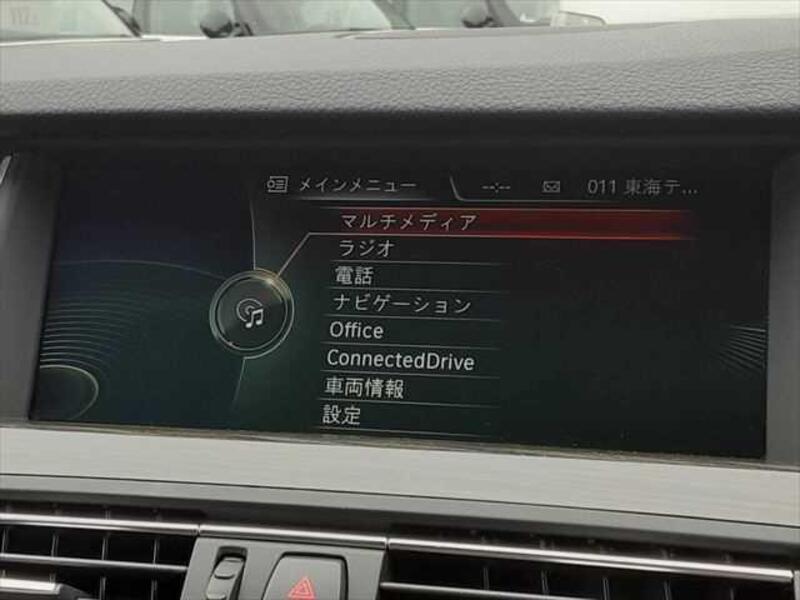 メインメニュー --:-- 011 東海テ...
マルチメディア
ラジオ
電話
ナビゲーション
Office
ConnectedDrive
車両情報
設定